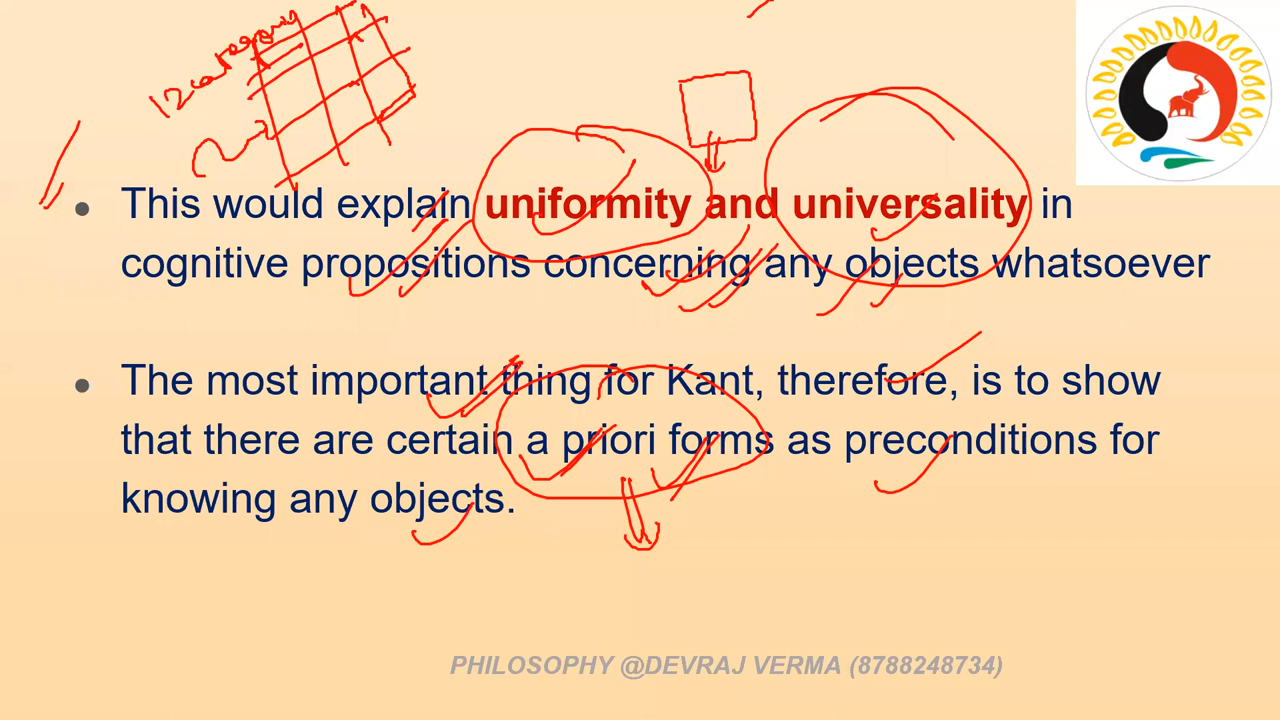 12 categories
This would explain uniformity and universality in
cognitive propositions concerning any objects whatsoever
The most important thing for Kant, therefore, is to show
that there are certain a priori forms as preconditions for
knowing any objects.
PHILOSOPHY @DEVRAJ VERMA (8788248734)